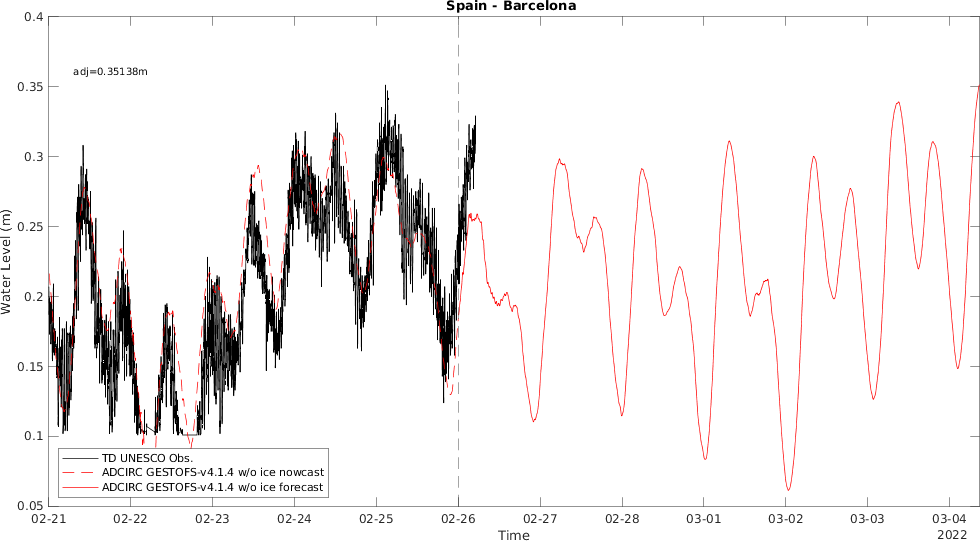 Spain - Barcelona
adj=0.35138m
0.4
0.35
0.3
0.25
0.2
0.15
0.1
0.05
Water Level (m)
TD UNESCO Obs.
ADCIRC GESTOFS-v4.1.4 w/o ice nowcast
ADCIRC GESTOFS-v4.1.4 w/o ice forecast
02-21 02-22 02-23 02-24 02-25 02-26 02-27 02-28 03-01 03-02 03-03 03-04
Time
2022